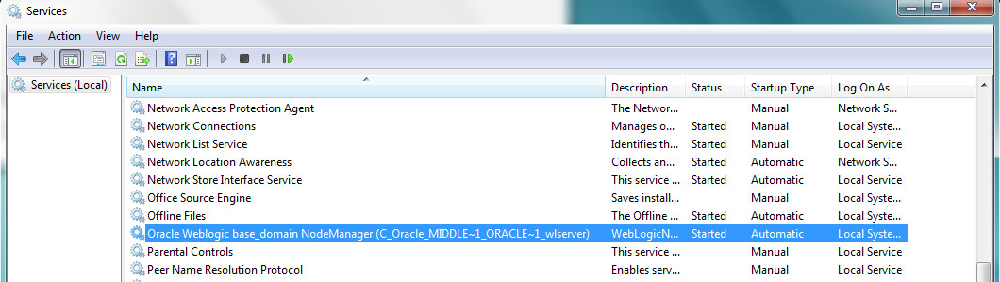 Services
File Action View Help
Services (Local)
Name Description Status Startup Type Log On As
Network Access Protection Agent The Networ... Manual Network S...
Network Connections Manages o... Started Manual Local Syste...
Network List Service Identifies th... Started Manual Local Service
Network Location Awareness Collects an... Started Automatic Network S...
Network Store Interface Service This service ... Started Automatic Local Service
Office Source Engine Saves install... Manual Local Syste...
Offline Files The Offline ... Started Automatic Local Syste...
Oracle Weblogic base_domain NodeManager (C_Oracle_MIDDLE~1_ORACLE~1_wlserver) WebLogicN... Started Automatic Local Syste...
Parental Controls This service ... Manual Local Service
Peer Name Resolution Protocol Enables serv... Manual Local Service